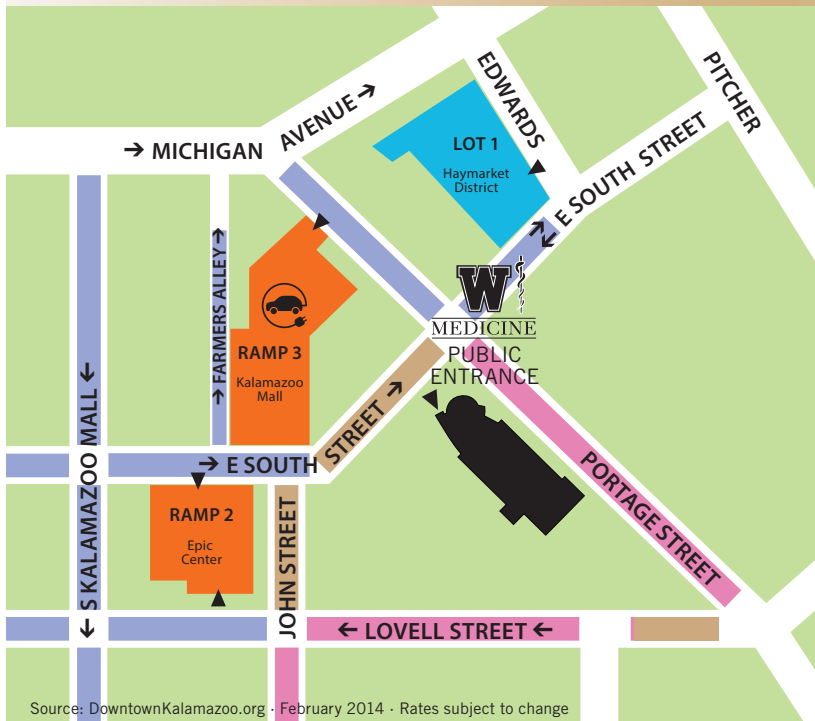 EDWARDS
PITCHER
AVENUE →
→ MICHIGAN
LOT 1
Haymarket
District
E SOUTH STREET
→ FARMERS ALLEY →
W
MEDICINE
PUBLIC
ENTRANCE
RAMP 3
Kalamazoo
Mall
← S KALAMAZOO MALL ←
→ E SOUTH
STREET →
RAMP 2
Epic
Center
JOHN STREET
PORTAGE STREET
← LOVELL STREET ←
Source: DowntownKalamazoo.org · February 2014 · Rates subject to change